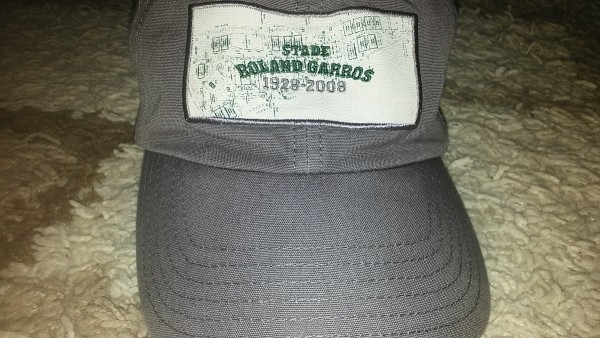 STADE
ROLAND GARROS
1928-2008